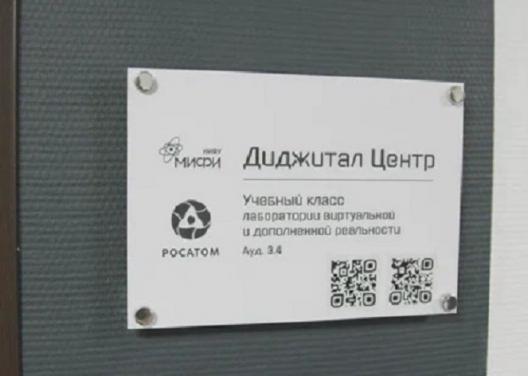 НИЯУ
МИФИ
Диджитал Центр
Учебный класс
лаборатории виртуальной
и дополненной реальности
РОСАТОМ
Ауд. 3.4